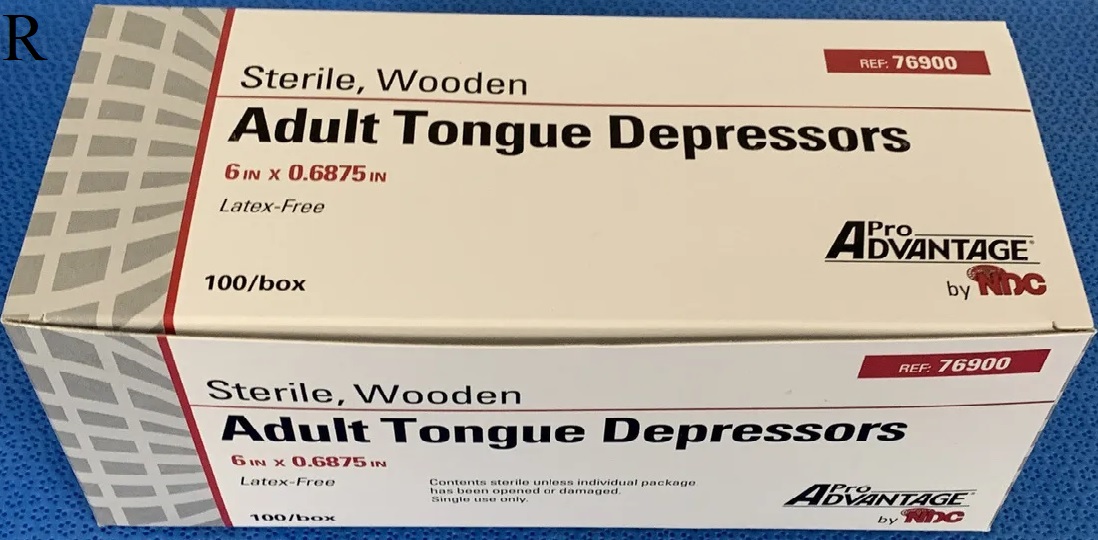 R
REF: 76900
Sterile, Wooden
Adult Tongue Depressors
6 IN X 0.6875 IN
Latex-Free
Pro
ADVANTAGE®
by NDC
100/box
REF: 76900
Sterile, Wooden
Adult Tongue Depressors
6 IN X 0.6875 IN
Latex-Free
Contents sterile unless individual package
has been opened or damaged.
Single use only.
Pro
ADVANTAGE®
by NDC
100/box